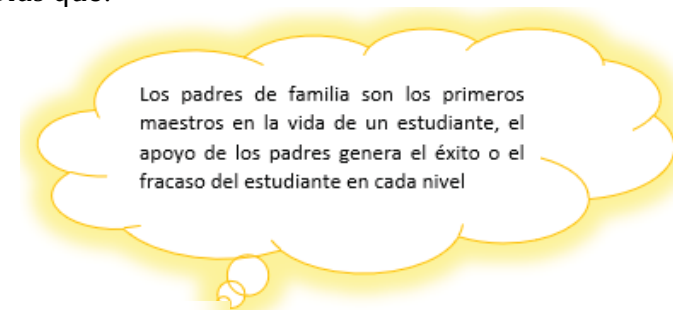 que.
Los padres de familia son los primeros
maestros en la vida de un estudiante, el
apoyo de los padres genera el éxito o el
fracaso del estudiante en cada nivel